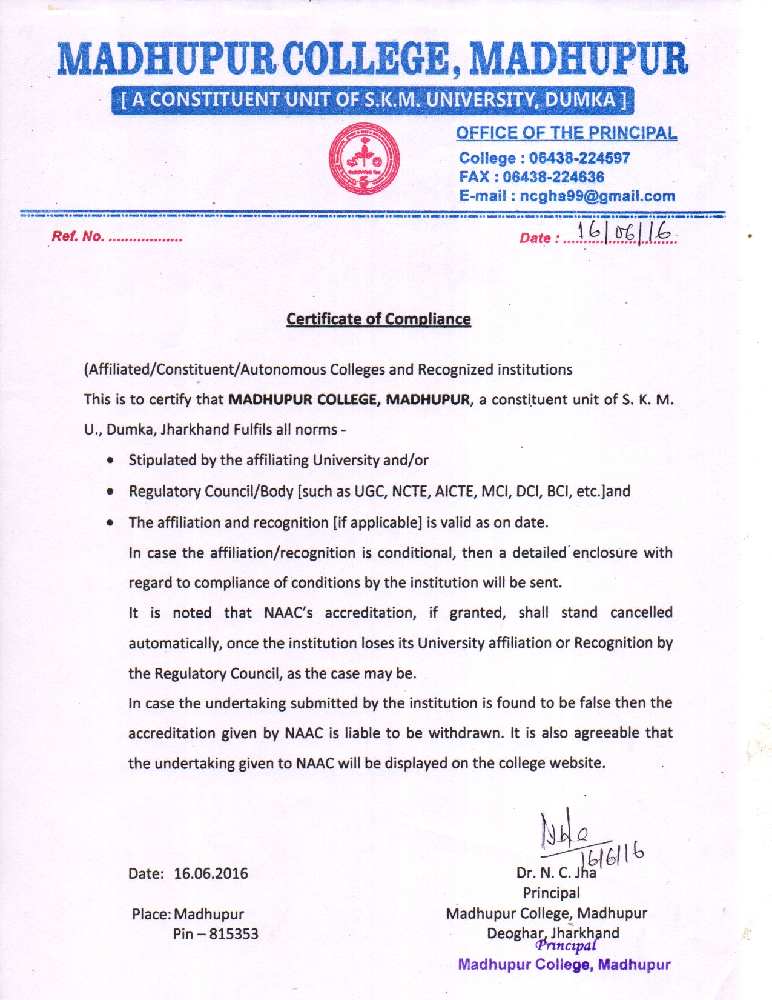 MADHUPUR COLLEGE, MADHUPUR
[ A CONSTITUENT UNIT OF S.K.M. UNIVERSITY, DUMKA ]
OFFICE OF THE PRINCIPAL
College : 06438-224597
FAX : 06438-224636
E-mail : ncgha99@gmail.com
Ref. No. ..................
Date : 16/06/16
Certificate of Compliance
(Affiliated/Constituent/Autonomous Colleges and Recognized institutions
This is to certify that MADHUPUR COLLEGE, MADHUPUR, a constituent unit of S. K. M.
U., Dumka, Jharkhand Fulfils all norms -
• Stipulated by the affiliating University and/or
• Regulatory Council/Body [such as UGC, NCTE, AICTE, MCI, DCI, BCI, etc.]and
• The affiliation and recognition [if applicable] is valid as on date.
In case the affiliation/recognition is conditional, then a detailed enclosure with
regard to compliance of conditions by the institution will be sent.
It is noted that NAAC's accreditation, if granted, shall stand cancelled
automatically, once the institution loses its University affiliation or Recognition by
the Regulatory Council, as the case may be.
In case the undertaking submitted by the institution is found to be false then the
accreditation given by NAAC is liable to be withdrawn. It is also agreeable that
the undertaking given to NAAC will be displayed on the college website.
16/6/16
Date: 16.06.2016
Dr. N. C. Jha
Principal
Place: Madhupur
Madhupur College, Madhupur
Pin – 815353
Deoghar, Jharkhand
Principal
Madhupur College, Madhupur